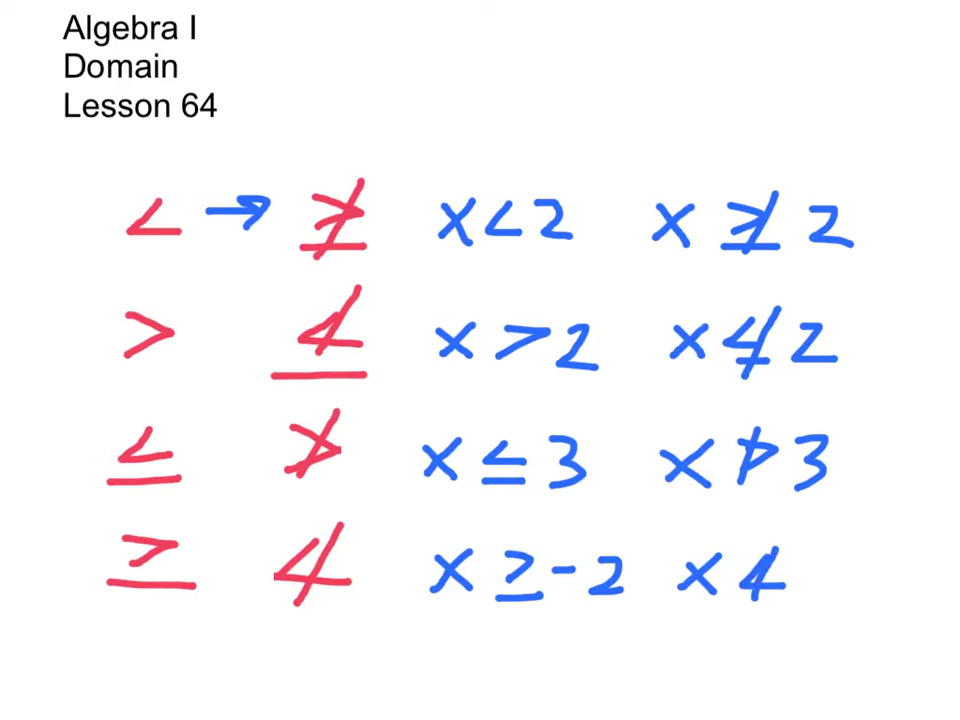 Algebra I
Domain
Lesson 64
< → ≱ x < 2 x ≱ 2
> ≰ x > 2 x ≰ 2
≤ ≯ x ≤ 3 x ≯ 3
≥ ≮ x ≥ -2 x ≮